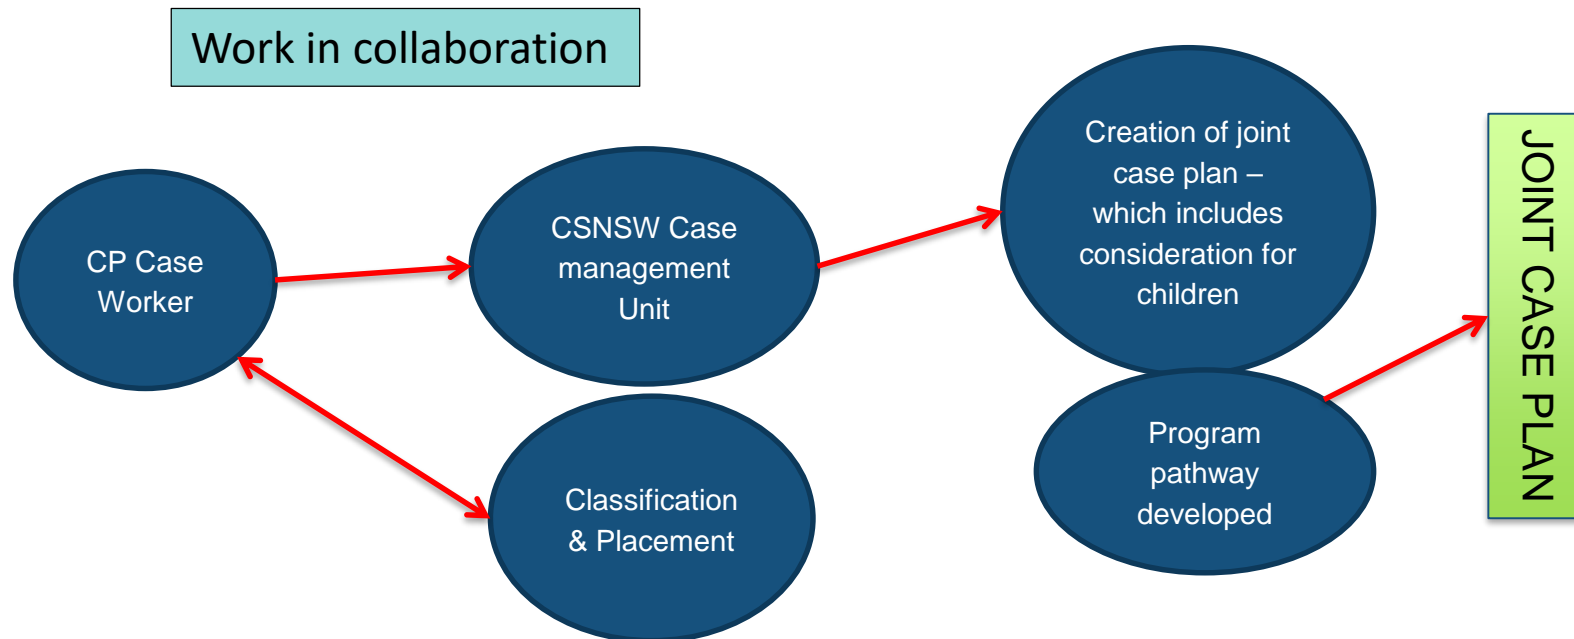 Work in collaboration
CP Case
Worker
CSNSW Case
management
Unit
Classification
& Placement
Creation of joint
case plan –
which includes
consideration for
children
Program
pathway
developed
JOINT CASE PLAN